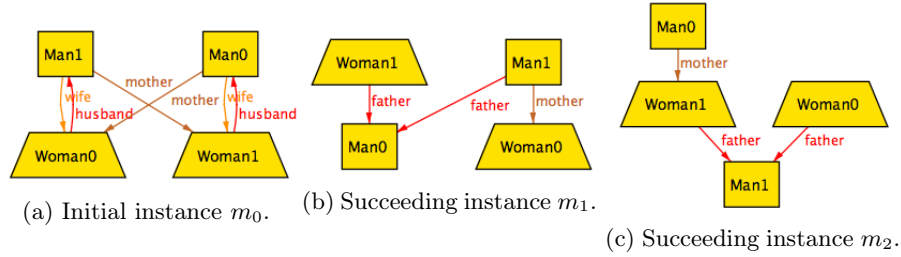 Man1
Man0
wife
husband
mother
mother
wife
husband
Woman0
Woman1
(a) Initial instance m₀.
Woman1
Man1
father
father
mother
Man0
Woman0
(b) Succeeding instance m₁.
Man0
mother
Woman1
Woman0
father
father
Man1
(c) Succeeding instance m₂.